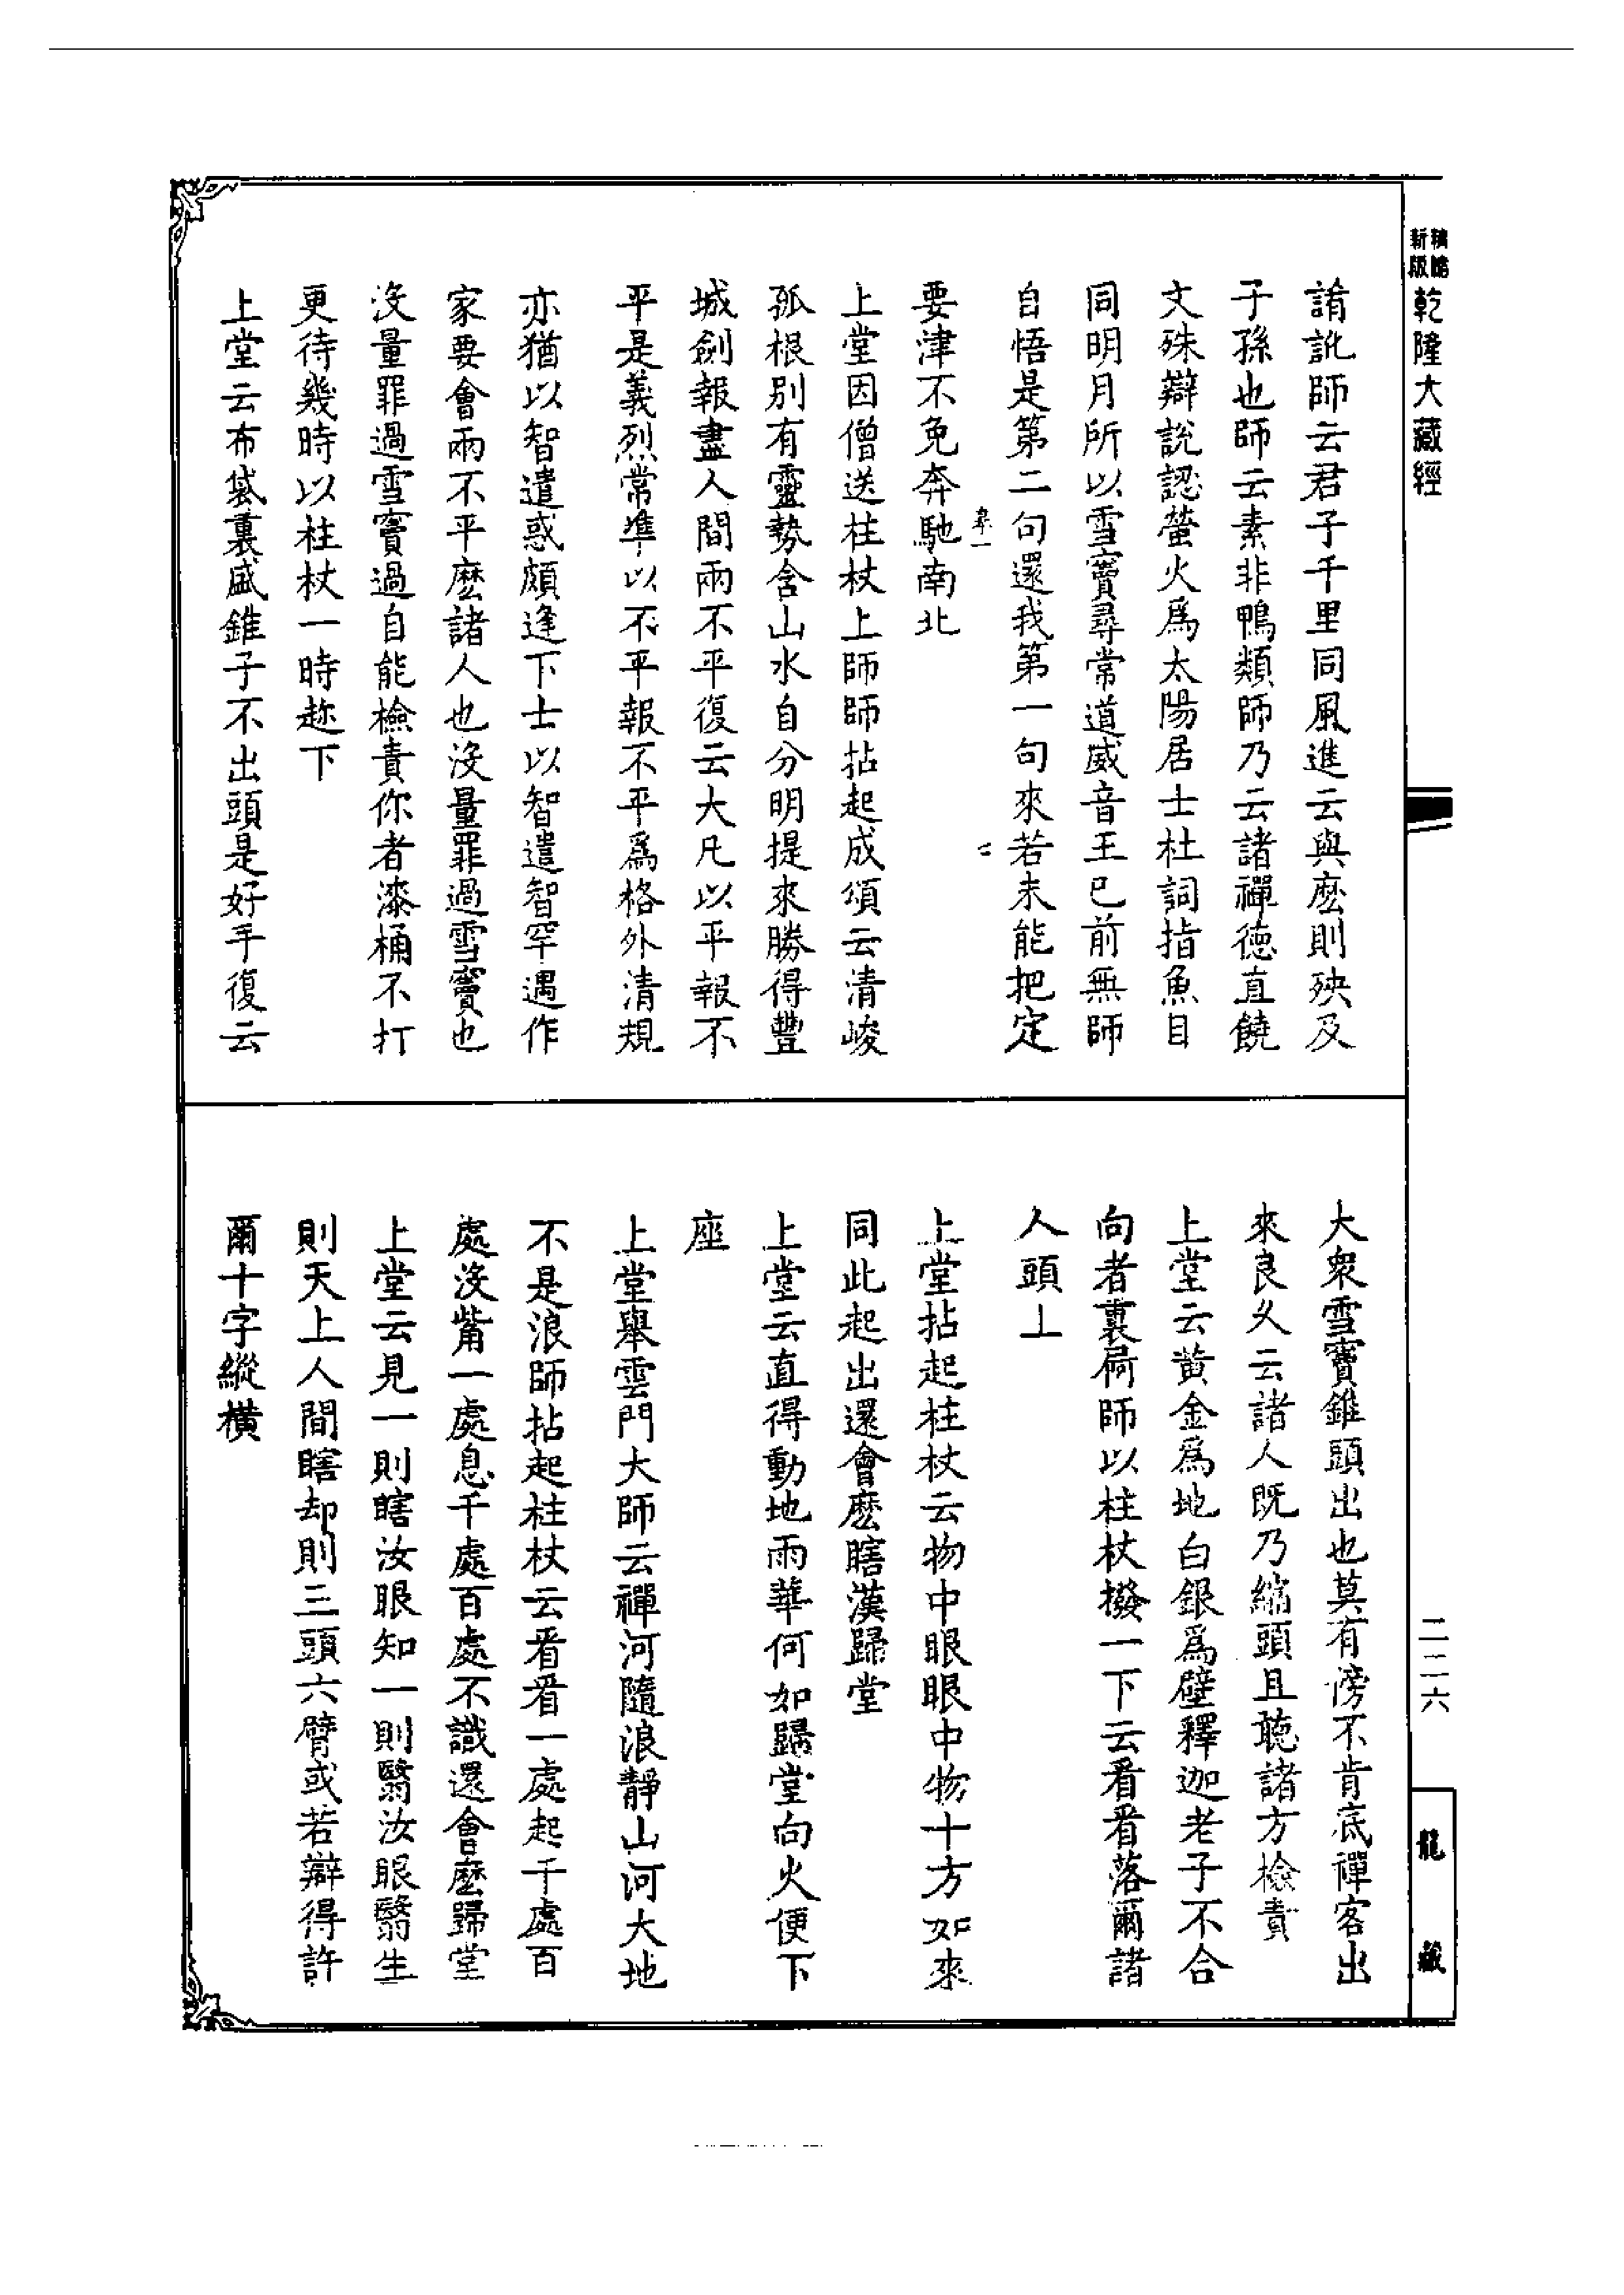 新版
精縮
乾隆大藏經
誵訛師云君子千里同風進云與麽則殃及
子孫也師云素非鴨類師乃云諸禪德直饒
文殊辯說認螢火爲太陽居士杜詞指魚目
同明月所以雪竇尋常道威音王已前無師
自悟是第二句還我第一句來若未能把定
要津不免奔馳南北
上堂因僧送柱杖上師師拈起成頌云清峻
孤根別有靈勢含山水自分明提來勝得豐
城劍報盡人間兩不平復云大凡以平報不
平是義烈常準以不平報不平爲格外清規
亦猶以智遣惑頗逢下士以智遣智罕遇作
家要會兩不平麽諸人也沒量罪過雪竇也
沒量罪過雪竇過自能檢責你者漆桶不打
更待幾時以柱杖一時趂下
上堂云布袋裏盛錐子不出頭是好手復云
大衆雪竇錐頭出也莫有傍不肯底禪客出
來良久云諸人既乃縮頭且聽諸方檢責
上堂云黄金爲地白銀爲壁釋迦老子不合
向者裏屙師以柱杖撥一下云看看落爾諸
人頭上
上堂拈起柱杖云物中眼眼中物十方如來
同此起出還會麽瞎漢歸堂
上堂云直得動地雨華何如歸堂向火便下
座
上堂舉雲門大師云禪河隨浪靜山河大地
不是浪師拈起柱杖云看看一處起千處百
處沒觜一處息千處百處不識還會麽歸堂
上堂云見一則瞎汝眼知一則翳汝眼翳生
則天上人間瞎却則三頭六臂或若辯得許
爾十字縱橫
二二六
龍藏